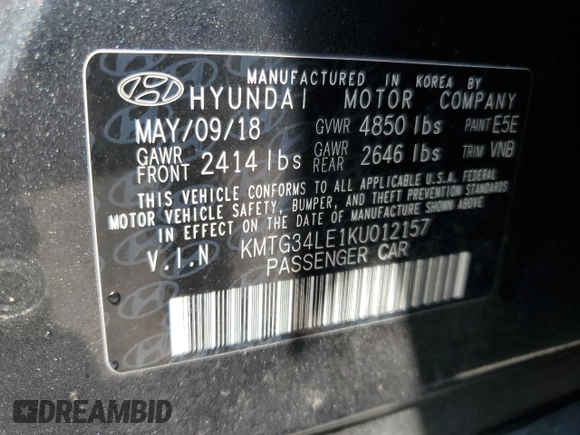 MANUFACTURED IN KOREA BY
HYUNDAI MOTOR COMPANY
MAY/09/18 GVWR 4850 lbs PAINT E5E
GAWR FRONT 2414 lbs GAWR REAR 2646 lbs TRIM VNB
THIS VEHICLE CONFORMS TO ALL APPLICABLE U.S.A. FEDERAL
MOTOR VEHICLE SAFETY, BUMPER, AND THEFT PREVENTION STANDARDS
IN EFFECT ON THE DATE OF MANUFACTURE SHOWN ABOVE.
V.I.N KMTG34LE1KU012157
PASSENGER CAR
DREAMBID